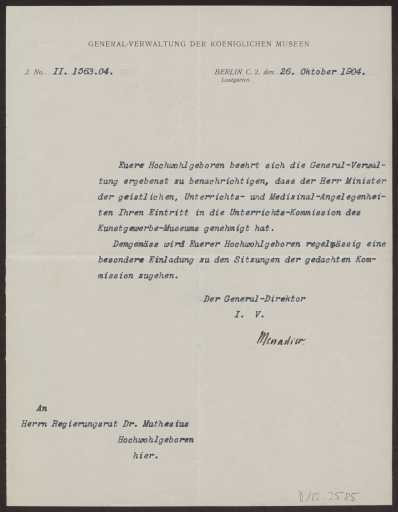 GENERAL-VERWALTUNG DER KOENIGLICHEN MUSEEN
J. No. II. 1363.04.
BERLIN C. 2, den 26. Oktober 1904.
Lustgarten
Euere Hochwohlgeboren beehrt sich die General-Verwal-
tung ergebenst zu benachrichtigen, dass der Herr Minister
der geistlichen, Unterrichts- und Medizinal-Angelegenhei-
ten Ihren Eintritt in die Unterrichts-Kommission des
Kunstgewerbe-Museums genehmigt hat.
Demgemäss wird Euerer Hochwohlgeboren regelmässig eine
besondere Einladung zu den Sitzungen der gedachten Kom-
mission zugehen.
Der General-Direktor
I. V.
Menadier
An
Herrn Regierungsrat Dr. Muthesius
Hochwohlgeboren
hier.